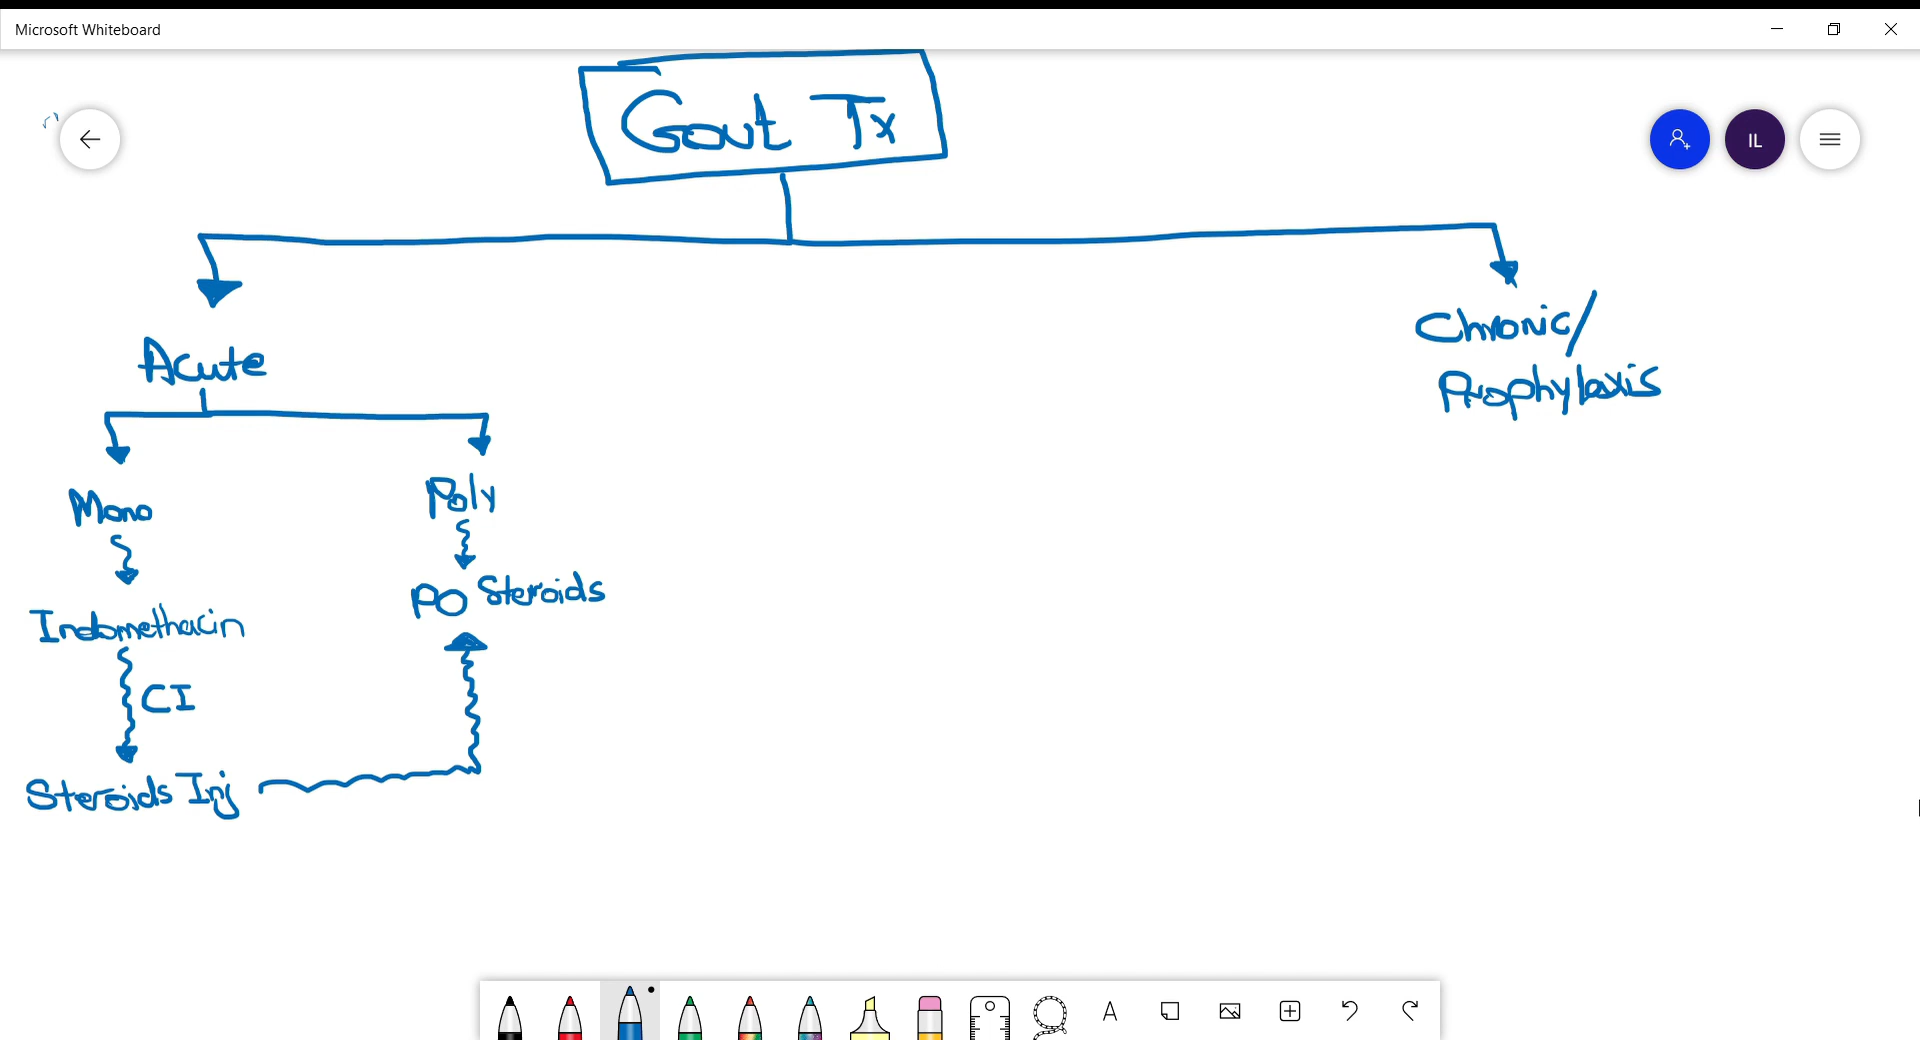 Microsoft Whiteboard
Gout Tx
IL
Acute
Chronic/
Prophylaxis
Mono
Poly
Indomethacin
PO Steroids
CI
Steroids Inj
A